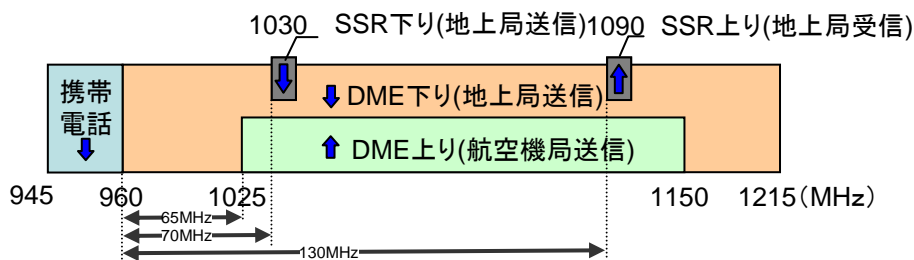 1030 SSR下り(地上局送信) 1090 SSR上り(地上局受信)
携帯
電話
DME下り(地上局送信)
DME上り(航空機局送信)
945 960 1025 1150 1215(MHz)
65MHz
70MHz
130MHz